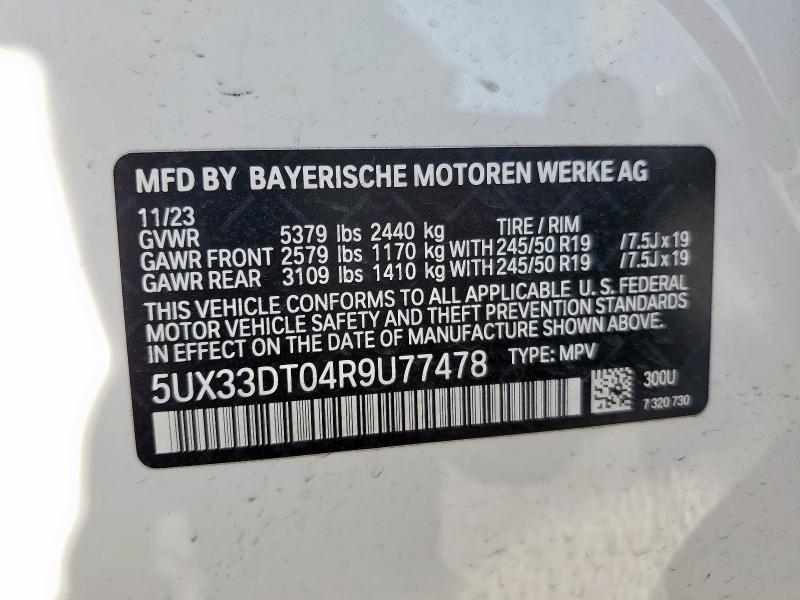 MFD BY BAYERISCHE MOTOREN WERKE AG
11/23 TIRE / RIM
GVWR 5379 lbs 2440 kg
GAWR FRONT 2579 lbs 1170 kg WITH 245/50 R19 /7.5J x 19
GAWR REAR 3109 lbs 1410 kg WITH 245/50 R19 /7.5J x 19
THIS VEHICLE CONFORMS TO ALL APPLICABLE U. S. FEDERAL
MOTOR VEHICLE SAFETY AND THEFT PREVENTION STANDARDS
IN EFFECT ON THE DATE OF MANUFACTURE SHOWN ABOVE.
5UX33DT04R9U77478 TYPE: MPV
300U
7 320 730